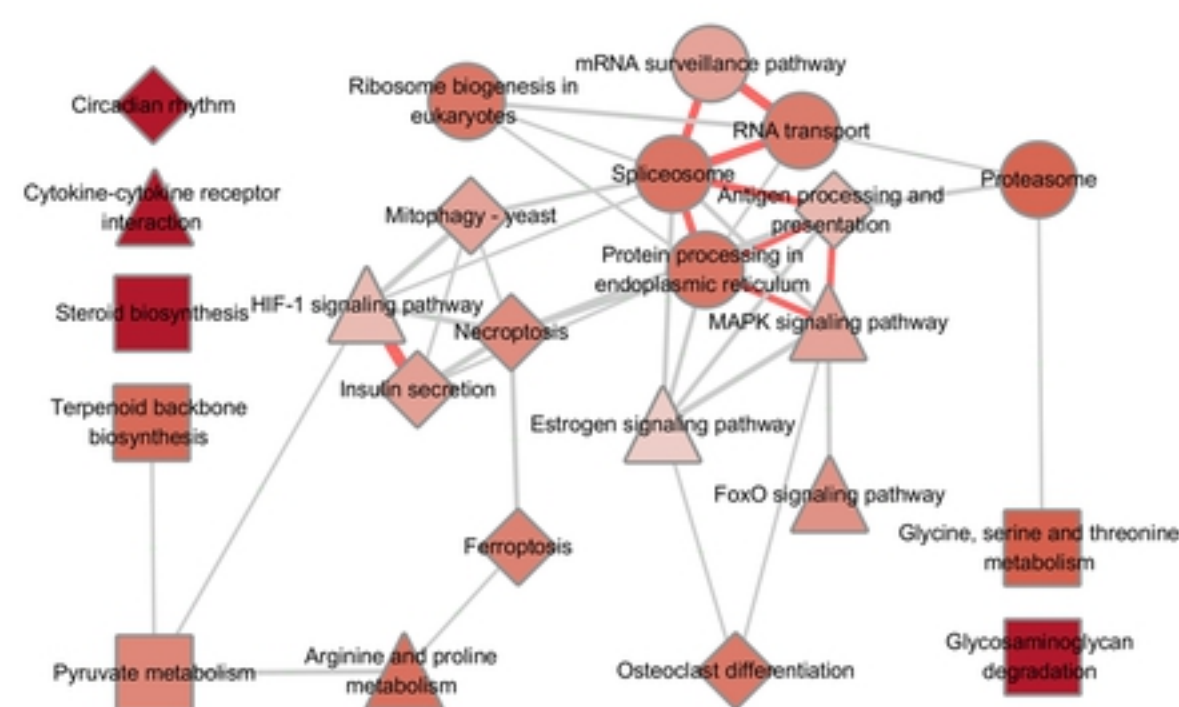 mRNA surveillance pathway
Ribosome biogenesis in
eukaryotes
Circadian rhythm
RNA transport
Spliceosome
Proteasome
Cytokine-cytokine receptor
interaction
Antigen processing and
presentation
Mitophagy - yeast
Protein processing in
endoplasmic reticulum
Steroid biosynthesis
HIF-1 signaling pathway
Necroptosis
MAPK signaling pathway
Insulin secretion
Terpenoid backbone
biosynthesis
Estrogen signaling pathway
FoxO signaling pathway
Ferroptosis
Glycine, serine and threonine
metabolism
Pyruvate metabolism
Arginine and proline
metabolism
Osteoclast differentiation
Glycosaminoglycan
degradation